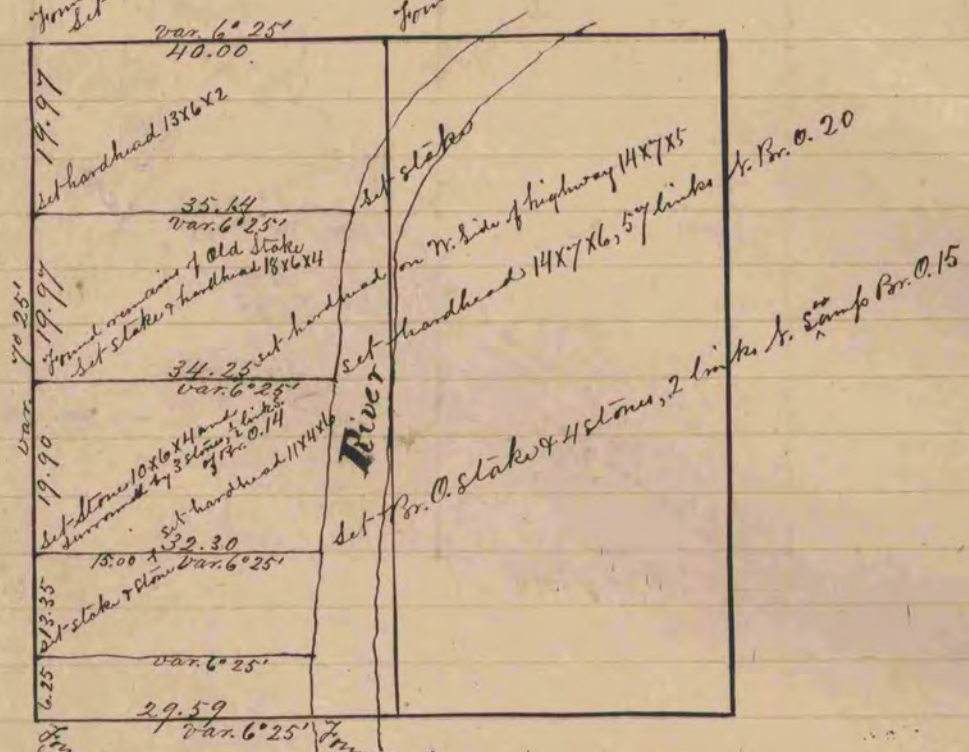 Found
Set
Found
var. 6° 25'
40.00
19.97
Set hardhead 13x6x2
Set stake
35.64
var. 6° 25'
Found remains of Old Stake
Set stake & hardhead 18x6x4
19.97
var. 7° 25'
set hardhead on W. Side of highway 14x7x5
34.25
var. 6° 25'
set hardhead 14x7x6, 57 links N. Br. O. 20
River
19.90
Set Stone 10x6x4 and
surround by 3 stones, 2 links
of Br. O. 14
set hardhead 11x4x6
Set Br. O. stake & 4 stones, 2 links N. same Br. O. 15
15.00
32.30
var. 6° 25'
set stake & stone
13.35
var. 6° 25'
6.25
29.59
var. 6° 25'